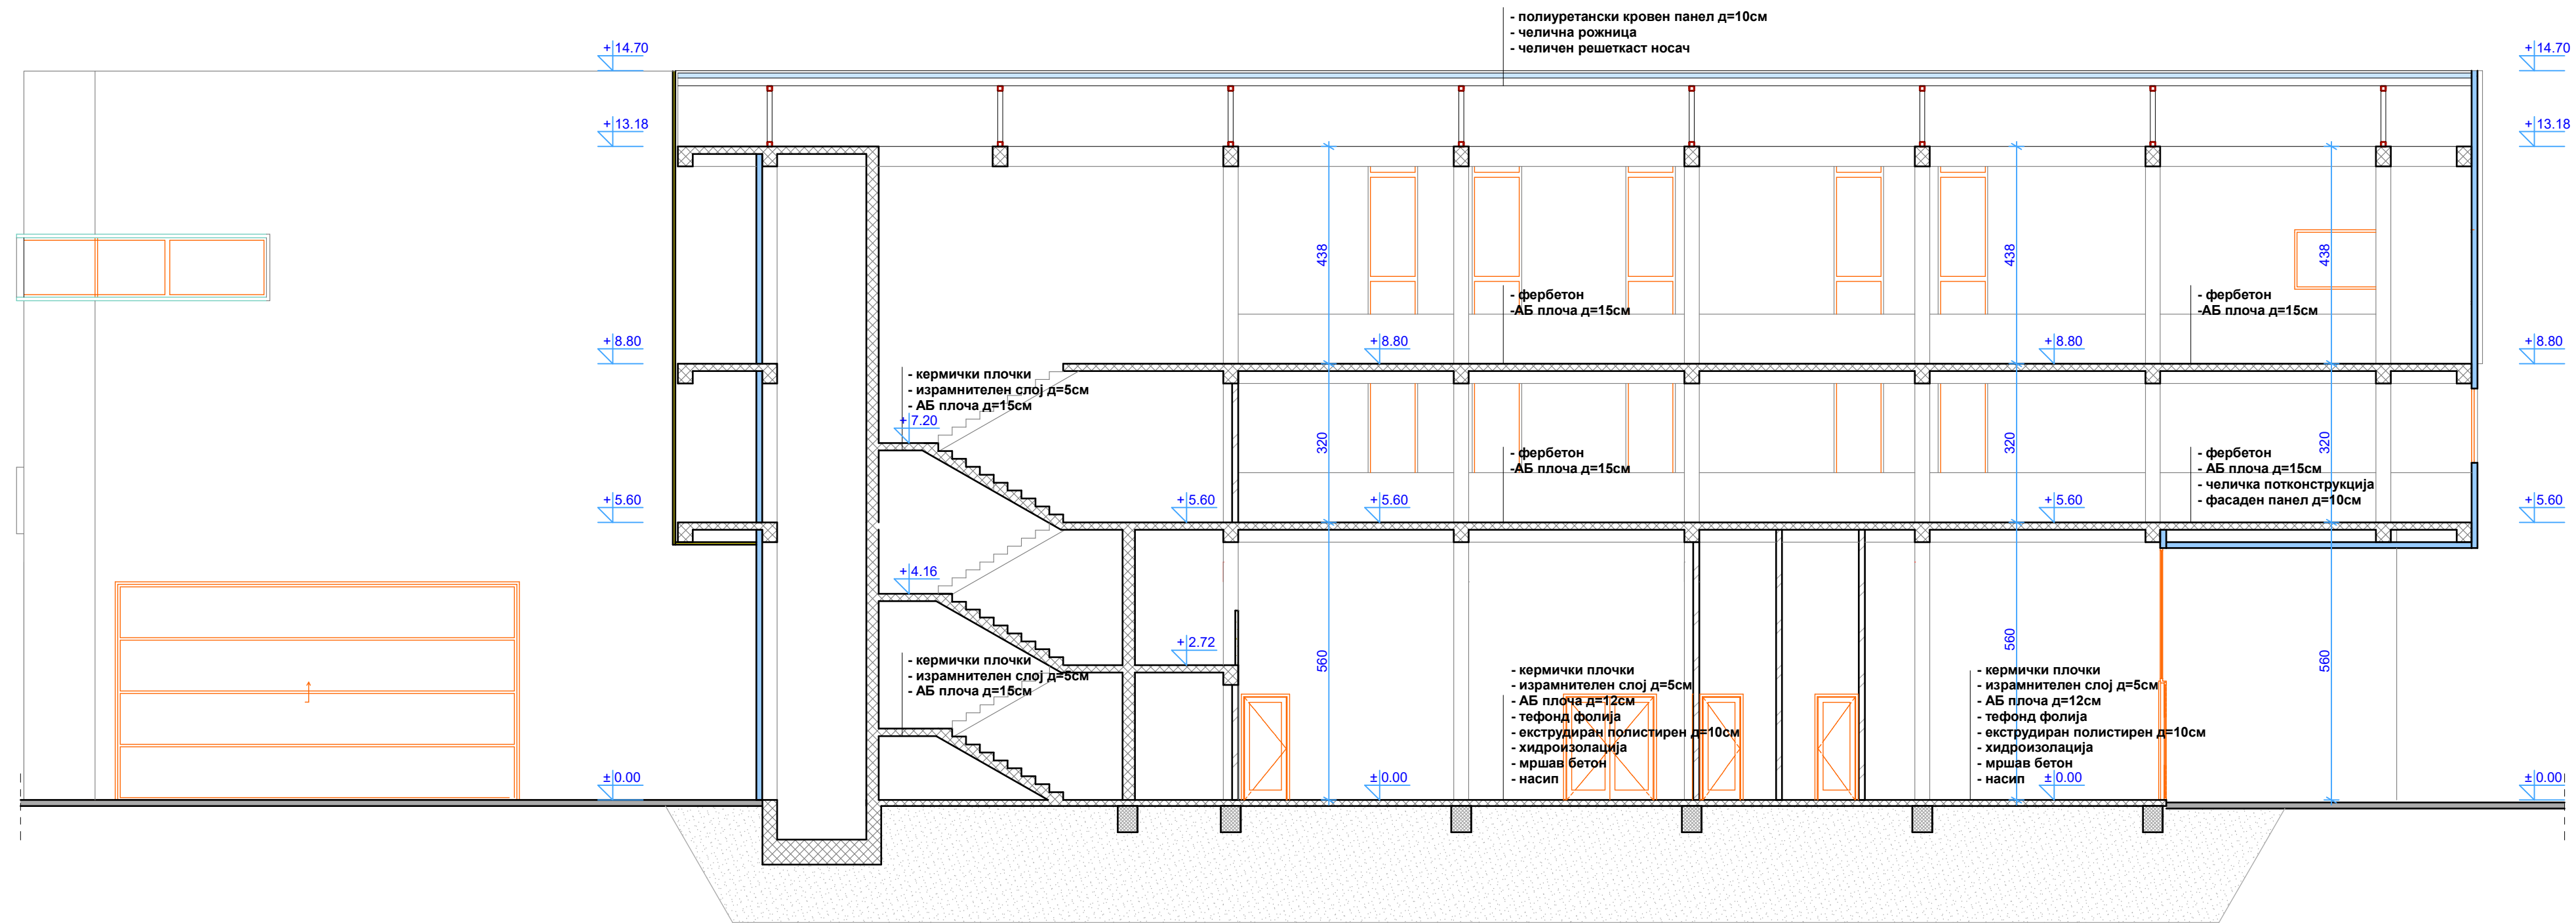 - полиуретански кровен панел д=10см
- челична рожница
- челичен решеткаст носач
+14.70
+14.70
+13.18
+13.18
438
438
438
- фербетон
-АБ плоча д=15см
- фербетон
-АБ плоча д=15см
+8.80
+8.80
+8.80
+8.80
- кермички плочки
- израмнителен слој д=5см
- АБ плоча д=15см
+7.20
320
320
320
- фербетон
-АБ плоча д=15см
- фербетон
- АБ плоча д=15см
- челичка потконструкција
- фасаден панел д=10см
+5.60
+5.60
+5.60
+5.60
+5.60
+4.16
+2.72
560
560
560
- кермички плочки
- израмнителен слој д=5см
- АБ плоча д=15см
- кермички плочки
- израмнителен слој д=5см
- АБ плоча д=12см
- тефонд фолија
- екструдиран полистирен д=10см
- хидроизолација
- мршав бетон
- насип
- кермички плочки
- израмнителен слој д=5см
- АБ плоча д=12см
- тефонд фолија
- екструдиран полистирен д=10см
- хидроизолација
- мршав бетон
- насип
±0.00
±0.00
±0.00
±0.00